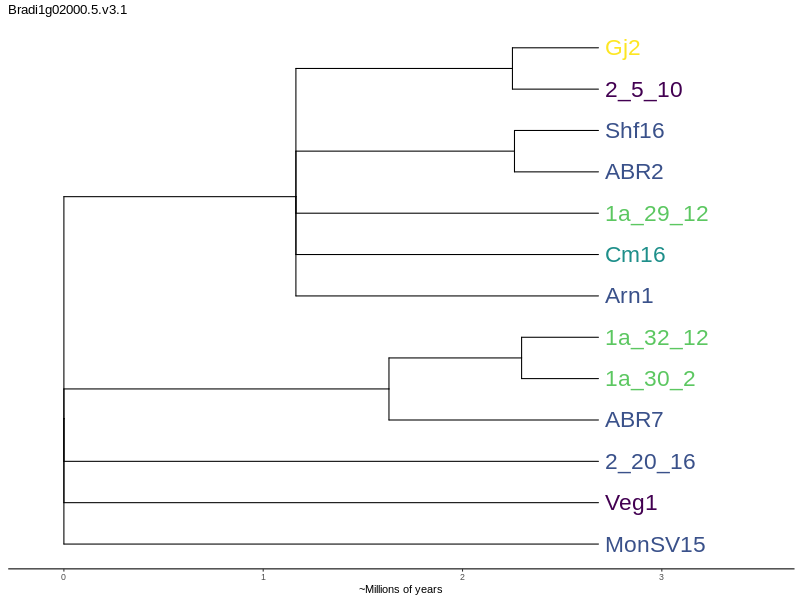 Bradi1g02000.5.v3.1
Gj2
2_5_10
Shf16
ABR2
1a_29_12
Cm16
Arn1
1a_32_12
1a_30_2
ABR7
2_20_16
Veg1
MonSV15
0 1 2 3
~Millions of years